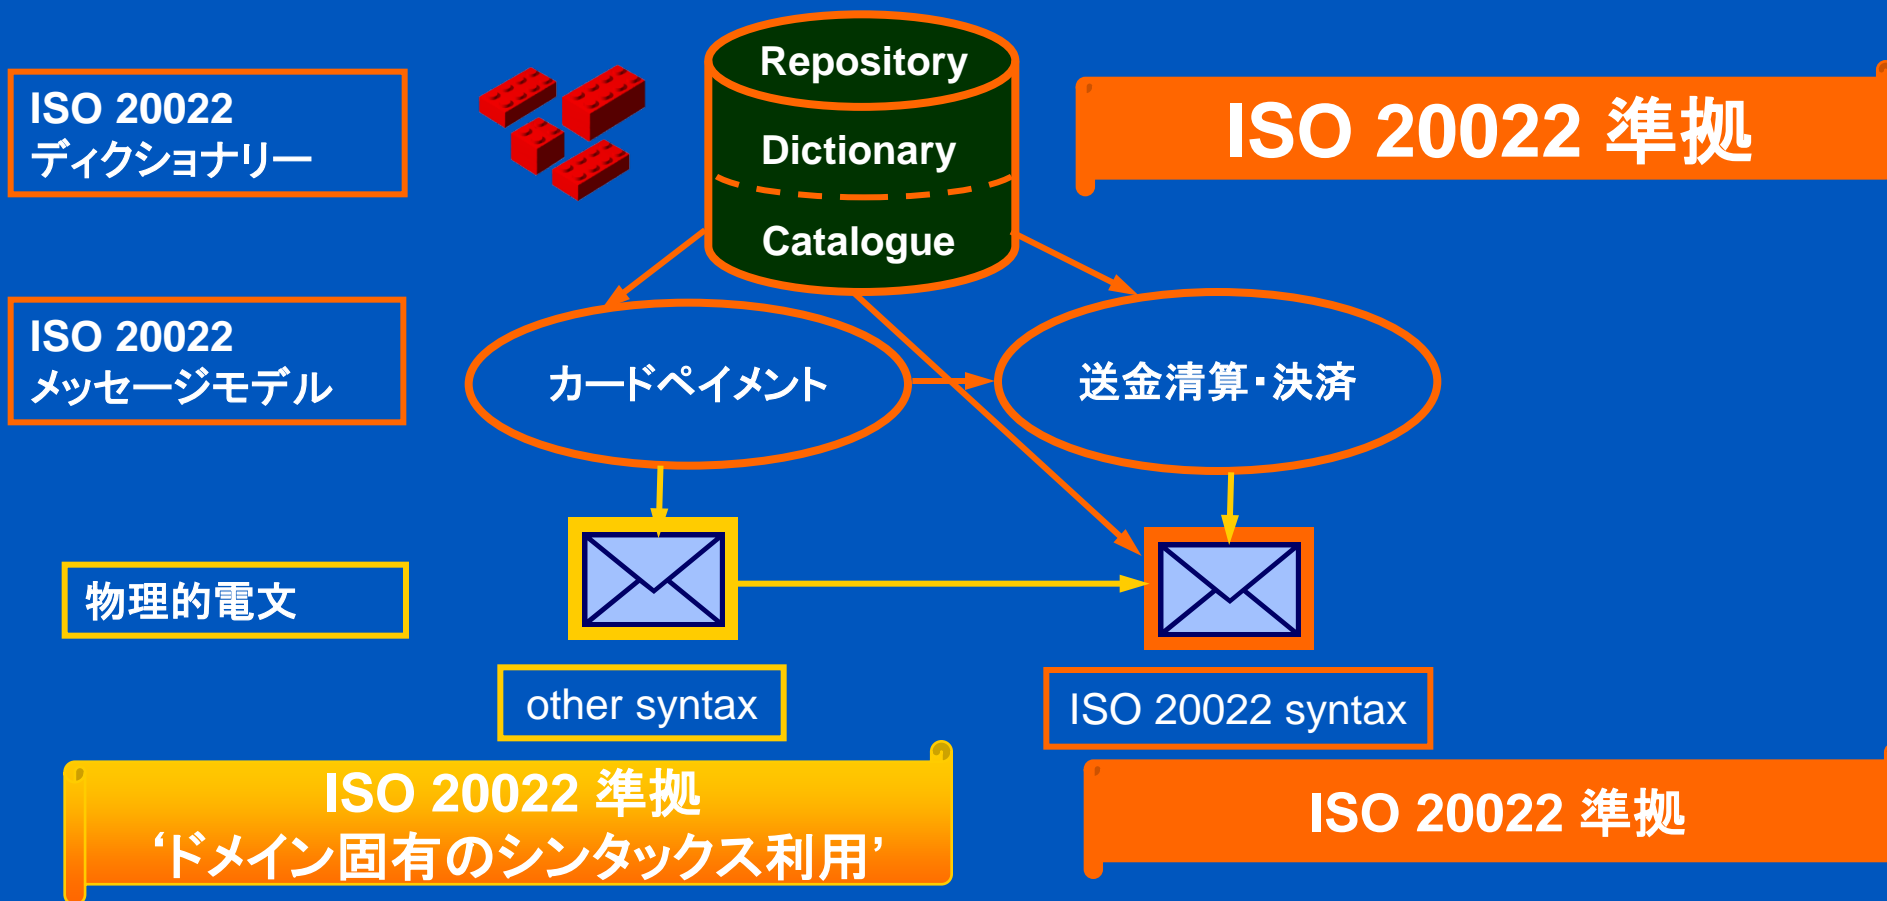 Repository
Dictionary
Catalogue
ISO 20022
ディクショナリー
ISO 20022 準拠
ISO 20022
メッセージモデル
カードペイメント
送金清算・決済
物理的電文
other syntax
ISO 20022 syntax
ISO 20022 準拠
‘ドメイン固有のシンタックス利用’
ISO 20022 準拠